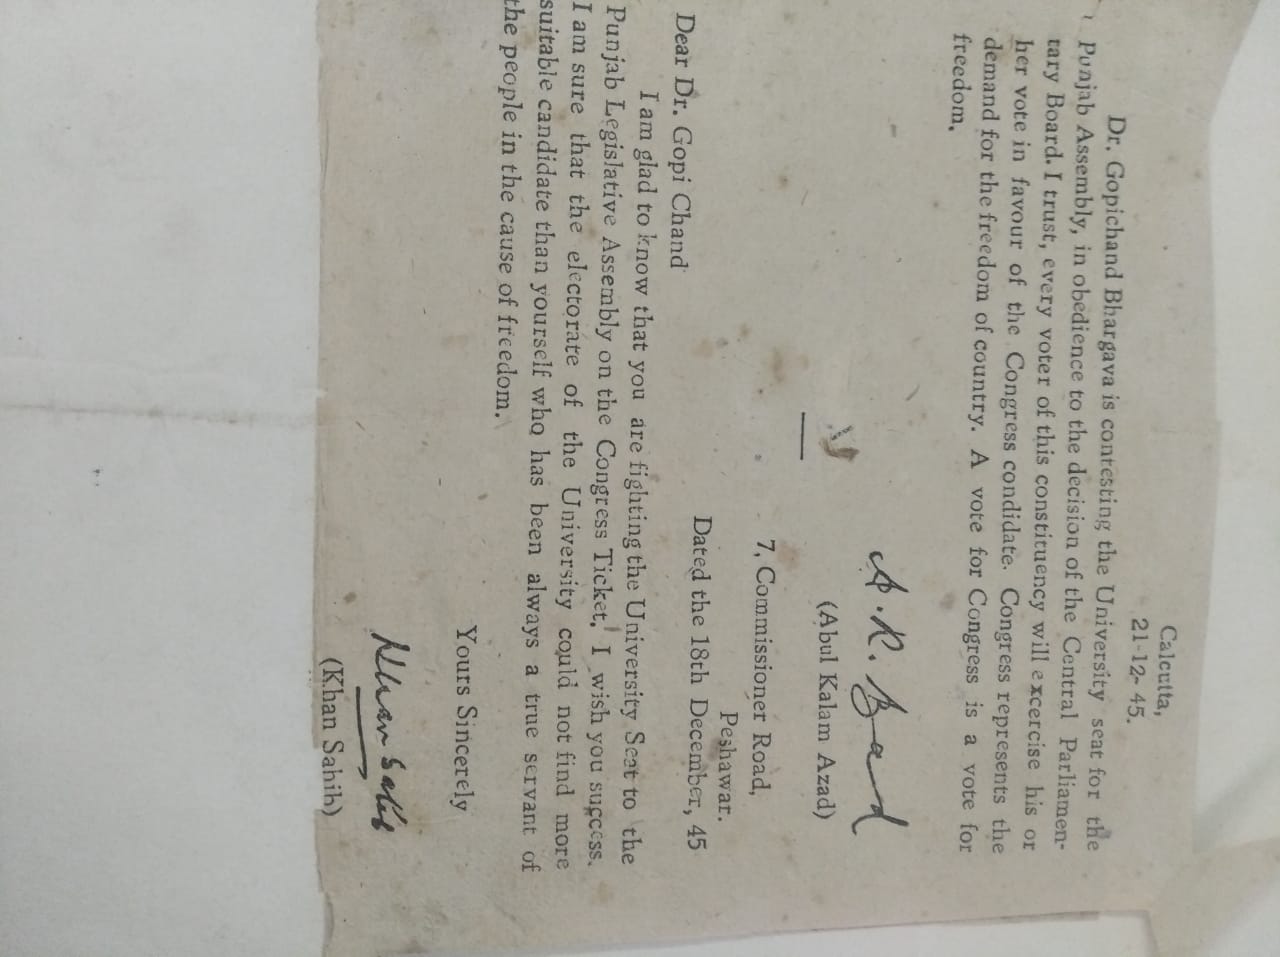 Calcutta,
21-12-45.
Dr. Gopichand Bhargava is contesting the University seat for the
Punjab Assembly, in obedience to the decision of the Central Parliamen-
tary Board. I trust, every voter of this constituency will excercise his or
her vote in favour of the Congress condidate. Congress represents the
demand for the freedom of country. A vote for Congress is a vote for
freedom.
A.K. Azad
(Abul Kalam Azad)
7, Commissioner Road,
Peshawar.
Dated the 18th December, 45
Dear Dr. Gopi Chand
I am glad to know that you are fighting the University Seat to the
Punjab Legislative Assembly on the Congress Ticket. I wish you success.
I am sure that the electorate of the University could not find more
suitable candidate than yourself who has been always a true servant of
the people in the cause of freedom.
Yours Sincerely
Khan Sahib
(Khan Sahih)